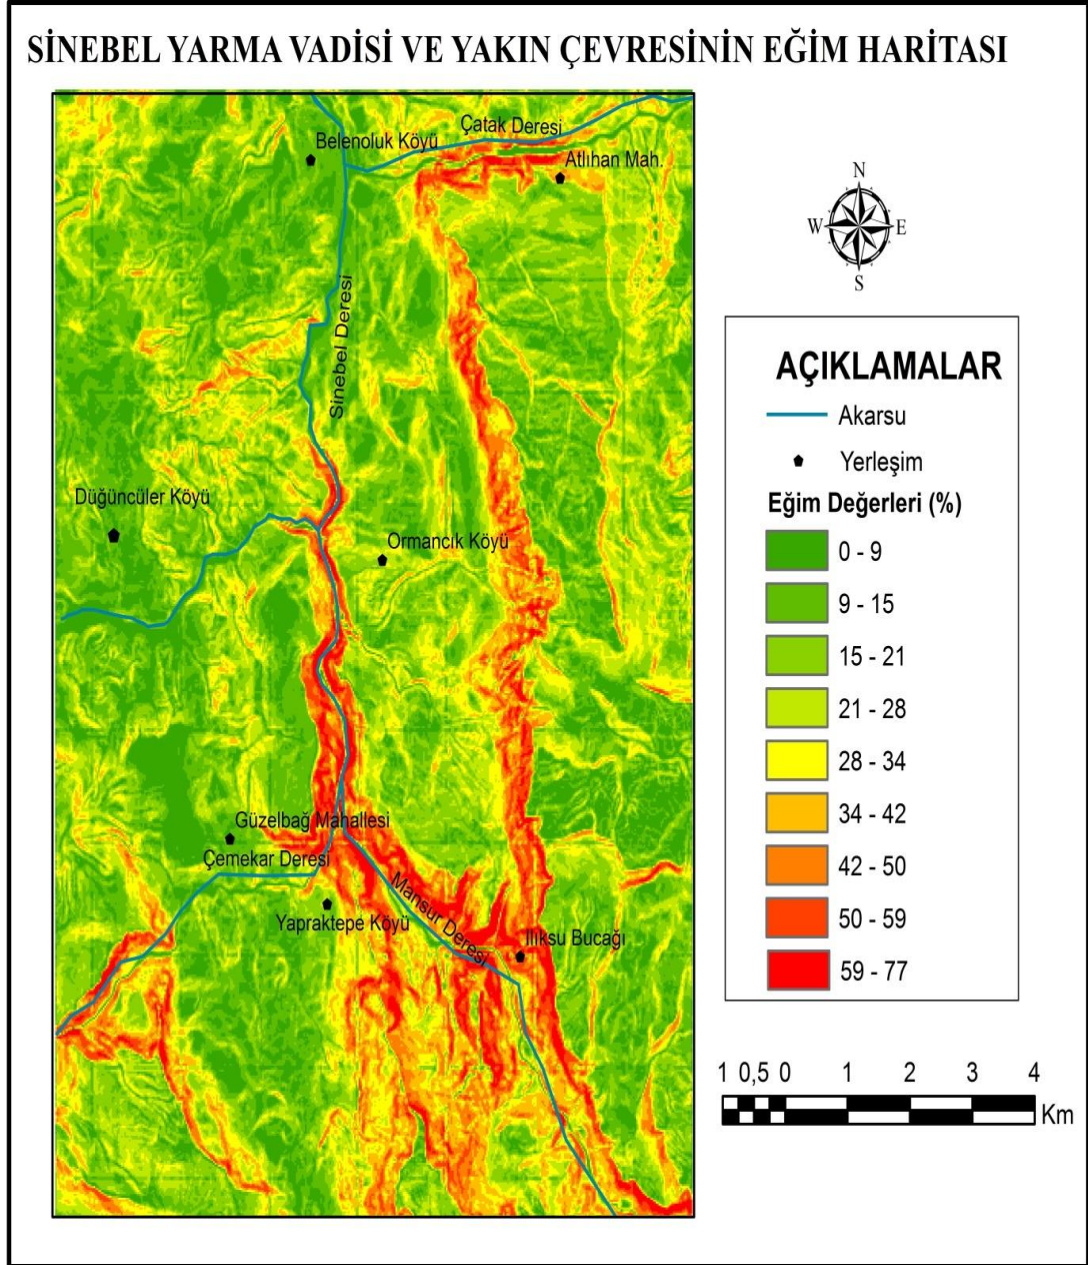 SİNEBEL YARMA VADİSİ VE YAKIN ÇEVRESİNİN EĞİM HARİTASI
Çatak Deresi
Belenoluk Köyü
Atlıhan Mah.
Sinebel Deresi
Düğüncüler Köyü
Ormancık Köyü
Güzelbağ Mahallesi
Çemekar Deresi
Mansur Deresi
Yapraktepe Köyü
Ilıksu Bucağı
N
W
E
S
AÇIKLAMALAR
Akarsu
Yerleşim
Eğim Değerleri (%)
0 - 9
9 - 15
15 - 21
21 - 28
28 - 34
34 - 42
42 - 50
50 - 59
59 - 77
1 0,5 0 1 2 3 4
Km